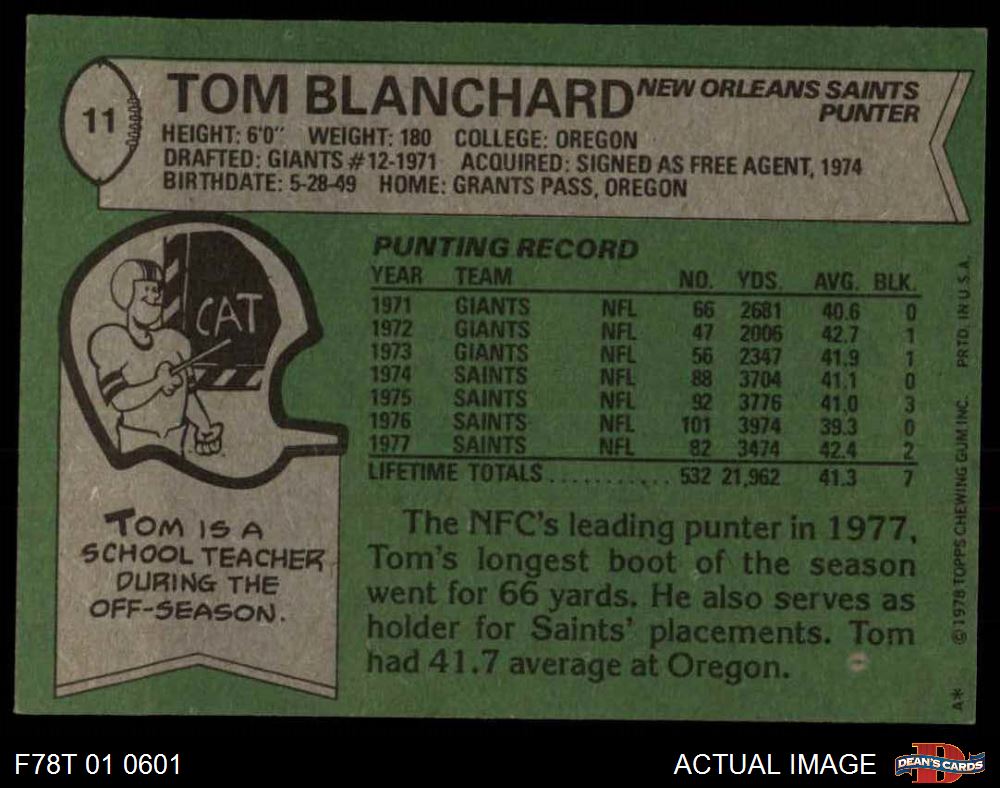 11
TOM BLANCHARD
NEW ORLEANS SAINTS
PUNTER
HEIGHT: 6'0" WEIGHT: 180 COLLEGE: OREGON
DRAFTED: GIANTS #12-1971 ACQUIRED: SIGNED AS FREE AGENT, 1974
BIRTHDATE: 5-28-49 HOME: GRANTS PASS, OREGON
CAT
TOM IS A
SCHOOL TEACHER
DURING THE
OFF-SEASON.
PUNTING RECORD
YEAR TEAM NO. YDS. AVG. BLK.
1971 GIANTS NFL 66 2681 40.6 0
1972 GIANTS NFL 47 2006 42.7 1
1973 GIANTS NFL 56 2347 41.9 1
1974 SAINTS NFL 88 3704 41.1 0
1975 SAINTS NFL 92 3776 41.0 3
1976 SAINTS NFL 101 3974 39.3 0
1977 SAINTS NFL 82 3474 42.4 2
LIFETIME TOTALS........... 532 21,962 41.3 7
The NFC's leading punter in 1977,
Tom's longest boot of the season
went for 66 yards. He also serves as
holder for Saints' placements. Tom
had 41.7 average at Oregon.
A* © 1978 TOPPS CHEWING GUM INC. PRTD. IN U.S.A.
F78T 01 0601
ACTUAL IMAGE
DEAN'S CARDS